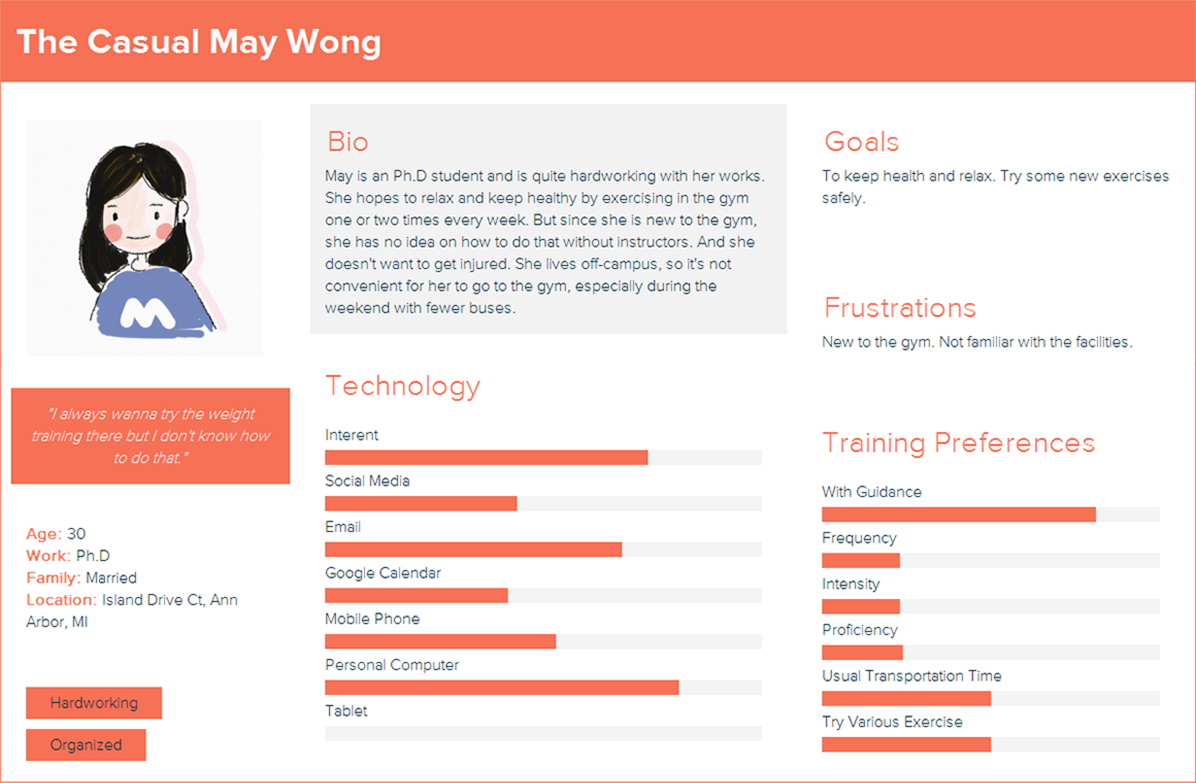 The Casual May Wong
M
"I always wanna try the weight
training there but I don't know how
to do that."
Age: 30
Work: Ph.D
Family: Married
Location: Island Drive Ct, Ann
Arbor, MI
Hardworking
Organized
Bio
May is an Ph.D student and is quite hardworking with her works.
She hopes to relax and keep healthy by exercising in the gym
one or two times every week. But since she is new to the gym,
she has no idea on how to do that without instructors. And she
doesn't want to get injured. She lives off-campus, so it's not
convenient for her to go to the gym, especially during the
weekend with fewer buses.
Technology
Interent
Social Media
Email
Google Calendar
Mobile Phone
Personal Computer
Tablet
Goals
To keep health and relax. Try some new exercises
safely.
Frustrations
New to the gym. Not familiar with the facilities.
Training Preferences
With Guidance
Frequency
Intensity
Proficiency
Usual Transportation Time
Try Various Exercise